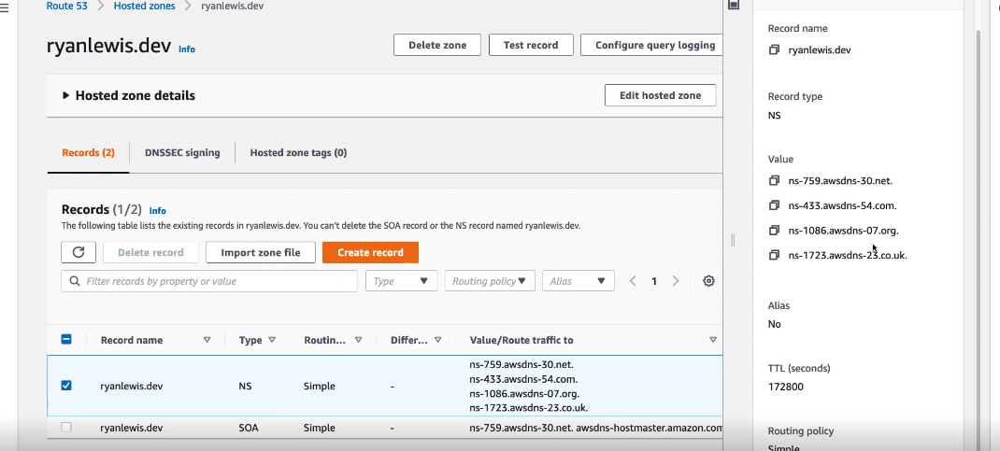 Route 53 > Hosted zones > ryanlewis.dev
ryanlewis.dev Info
Delete zone Test record Configure query logging
Hosted zone details
Edit hosted zone
Records (2) DNSSEC signing Hosted zone tags (0)
Records (1/2) Info
The following table lists the existing records in ryanlewis.dev. You can't delete the SOA record or the NS record named ryanlewis.dev.
Delete record Import zone file Create record
Filter records by property or value Type Routing policy Alias 1
Record name Type Routin... Differ... Value/Route traffic to
ryanlewis.dev NS Simple -
ns-759.awsdns-30.net.
ns-433.awsdns-54.com.
ns-1086.awsdns-07.org.
ns-1723.awsdns-23.co.uk.
ryanlewis.dev SOA Simple - ns-759.awsdns-30.net. awsdns-hostmaster.amazon.com
Record name
ryanlewis.dev
Record type
NS
Value
ns-759.awsdns-30.net.
ns-433.awsdns-54.com.
ns-1086.awsdns-07.org.
ns-1723.awsdns-23.co.uk.
Alias
No
TTL (seconds)
172800
Routing policy
Simple